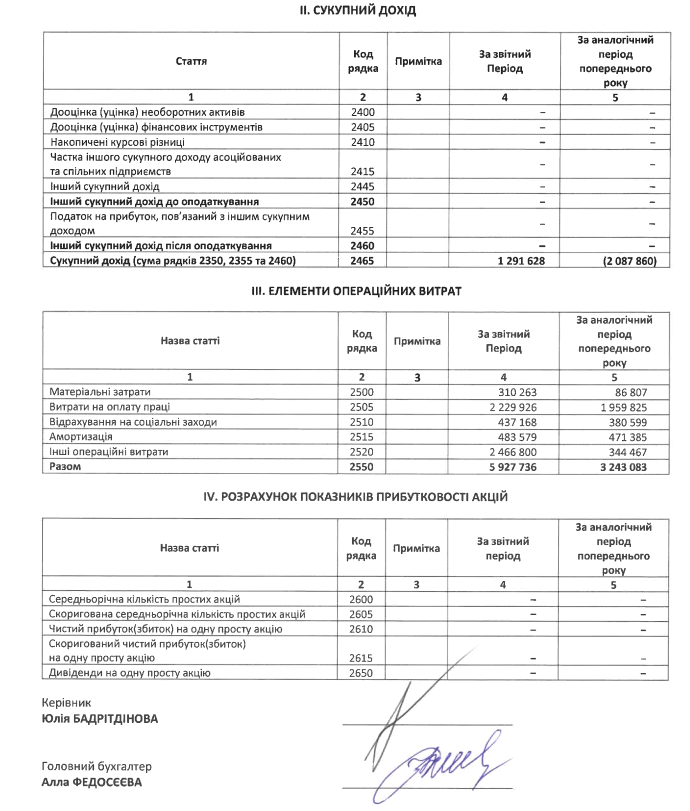 II. СУКУПНИЙ ДОХІД
Стаття Код рядка Примітка За звітний Період За аналогічний період попереднього року
1 2 3 4 5
Дооцінка (уцінка) необоротних активів 2400 – –
Дооцінка (уцінка) фінансових інструментів 2405 – –
Накопичені курсові різниці 2410 – –
Частка іншого сукупного доходу асоційованих
та спільних підприємств 2415 – –
Інший сукупний дохід 2445 – –
Інший сукупний дохід до оподаткування 2450 – –
Податок на прибуток, пов’язаний з іншим сукупним
доходом 2455 – –
Інший сукупний дохід після оподаткування 2460 – –
Сукупний дохід (сума рядків 2350, 2355 та 2460) 2465 1 291 628 (2 087 860)
III. ЕЛЕМЕНТИ ОПЕРАЦІЙНИХ ВИТРАТ
Назва статті Код рядка Примітка За звітний Період За аналогічний період попереднього року
1 2 3 4 5
Матеріальні затрати 2500 310 263 86 807
Витрати на оплату праці 2505 2 229 926 1 959 825
Відрахування на соціальні заходи 2510 437 168 380 599
Амортизація 2515 483 579 471 385
Інші операційні витрати 2520 2 466 800 344 467
Разом 2550 5 927 736 3 243 083
IV. РОЗРАХУНОК ПОКАЗНИКІВ ПРИБУТКОВОСТІ АКЦІЙ
Назва статті Код рядка Примітка За звітний період За аналогічний період попереднього року
1 2 3 4 5
Середньорічна кількість простих акцій 2600 – –
Скоригована середньорічна кількість простих акцій 2605 – –
Чистий прибуток(збиток) на одну просту акцію 2610 – –
Скоригований чистий прибуток(збиток)
на одну просту акцію 2615 – –
Дивіденди на одну просту акцію 2650 – –
Керівник
Юлія БАДРІТДІНОВА
Головний бухгалтер
Алла ФЕДОСЄЄВА